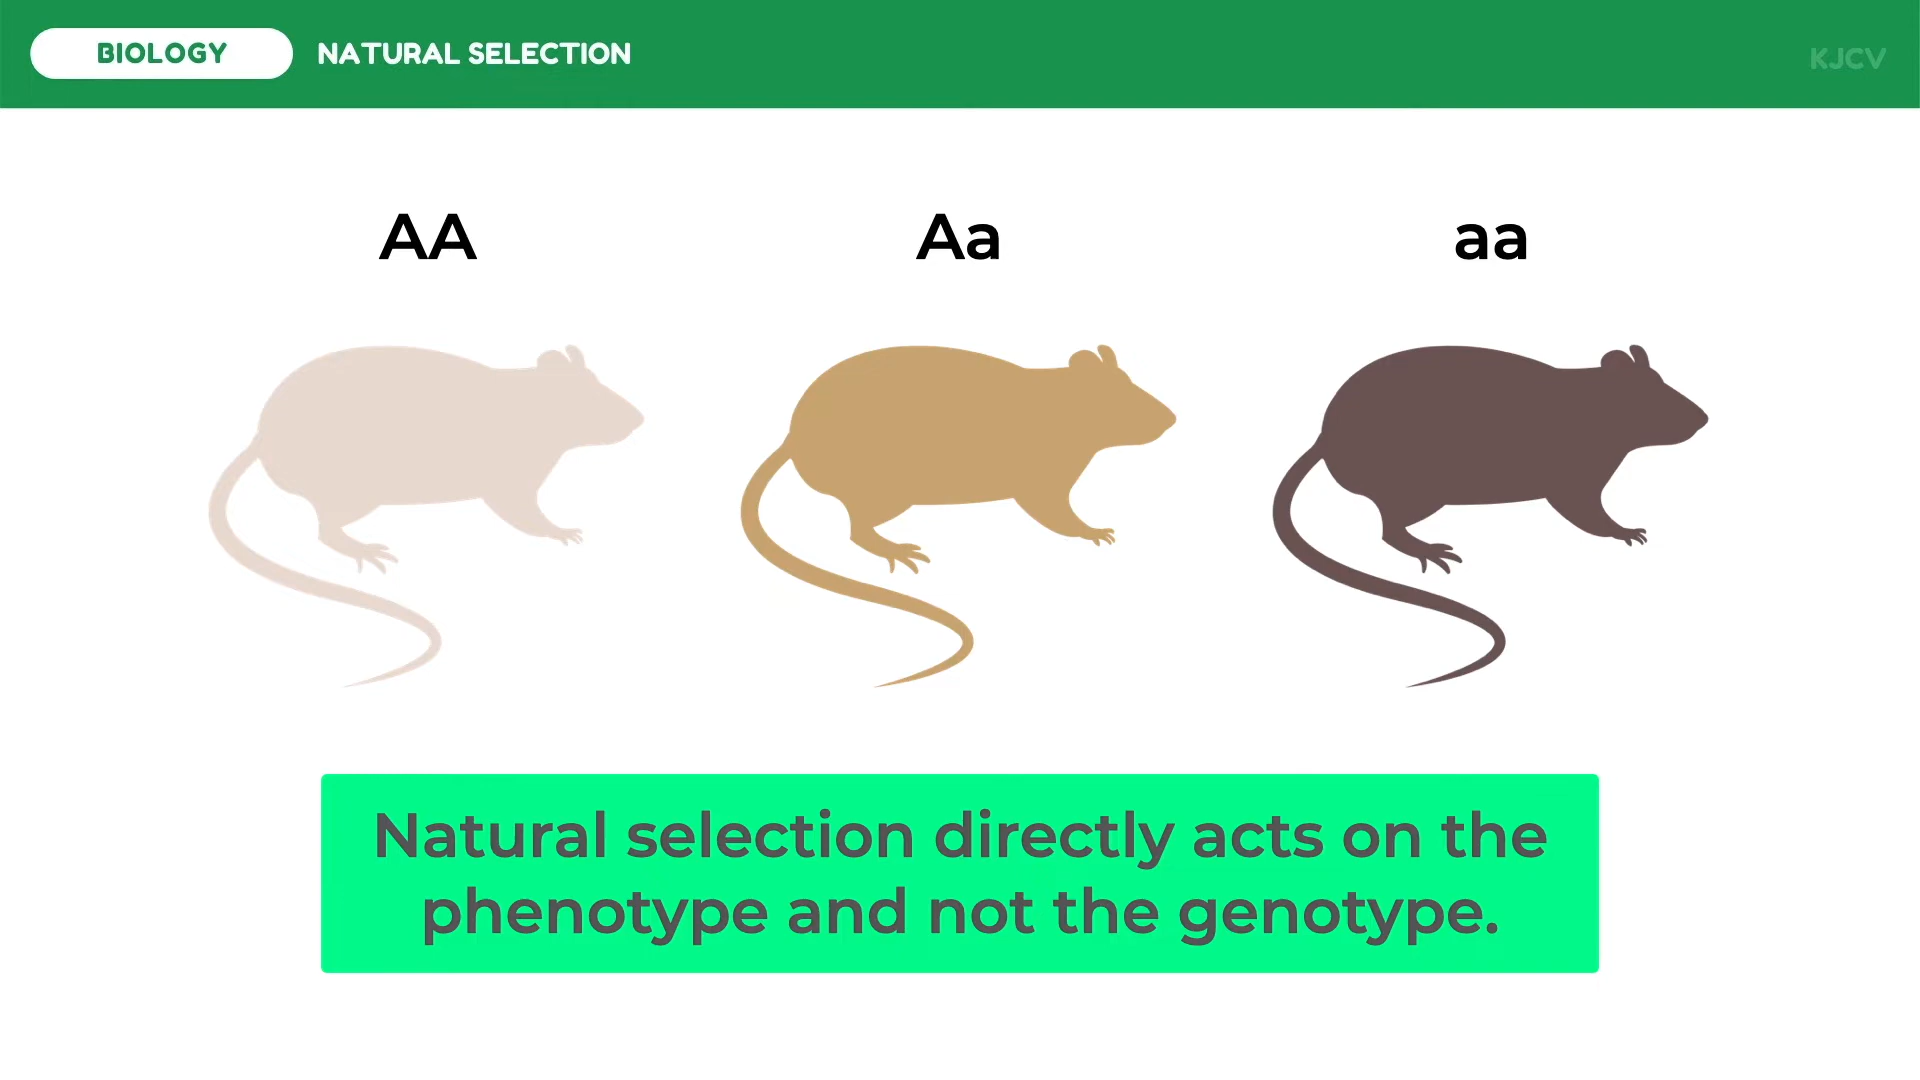 BIOLOGY
NATURAL SELECTION
KJCV
AA
Aa
aa
Natural selection directly acts on the
phenotype and not the genotype.